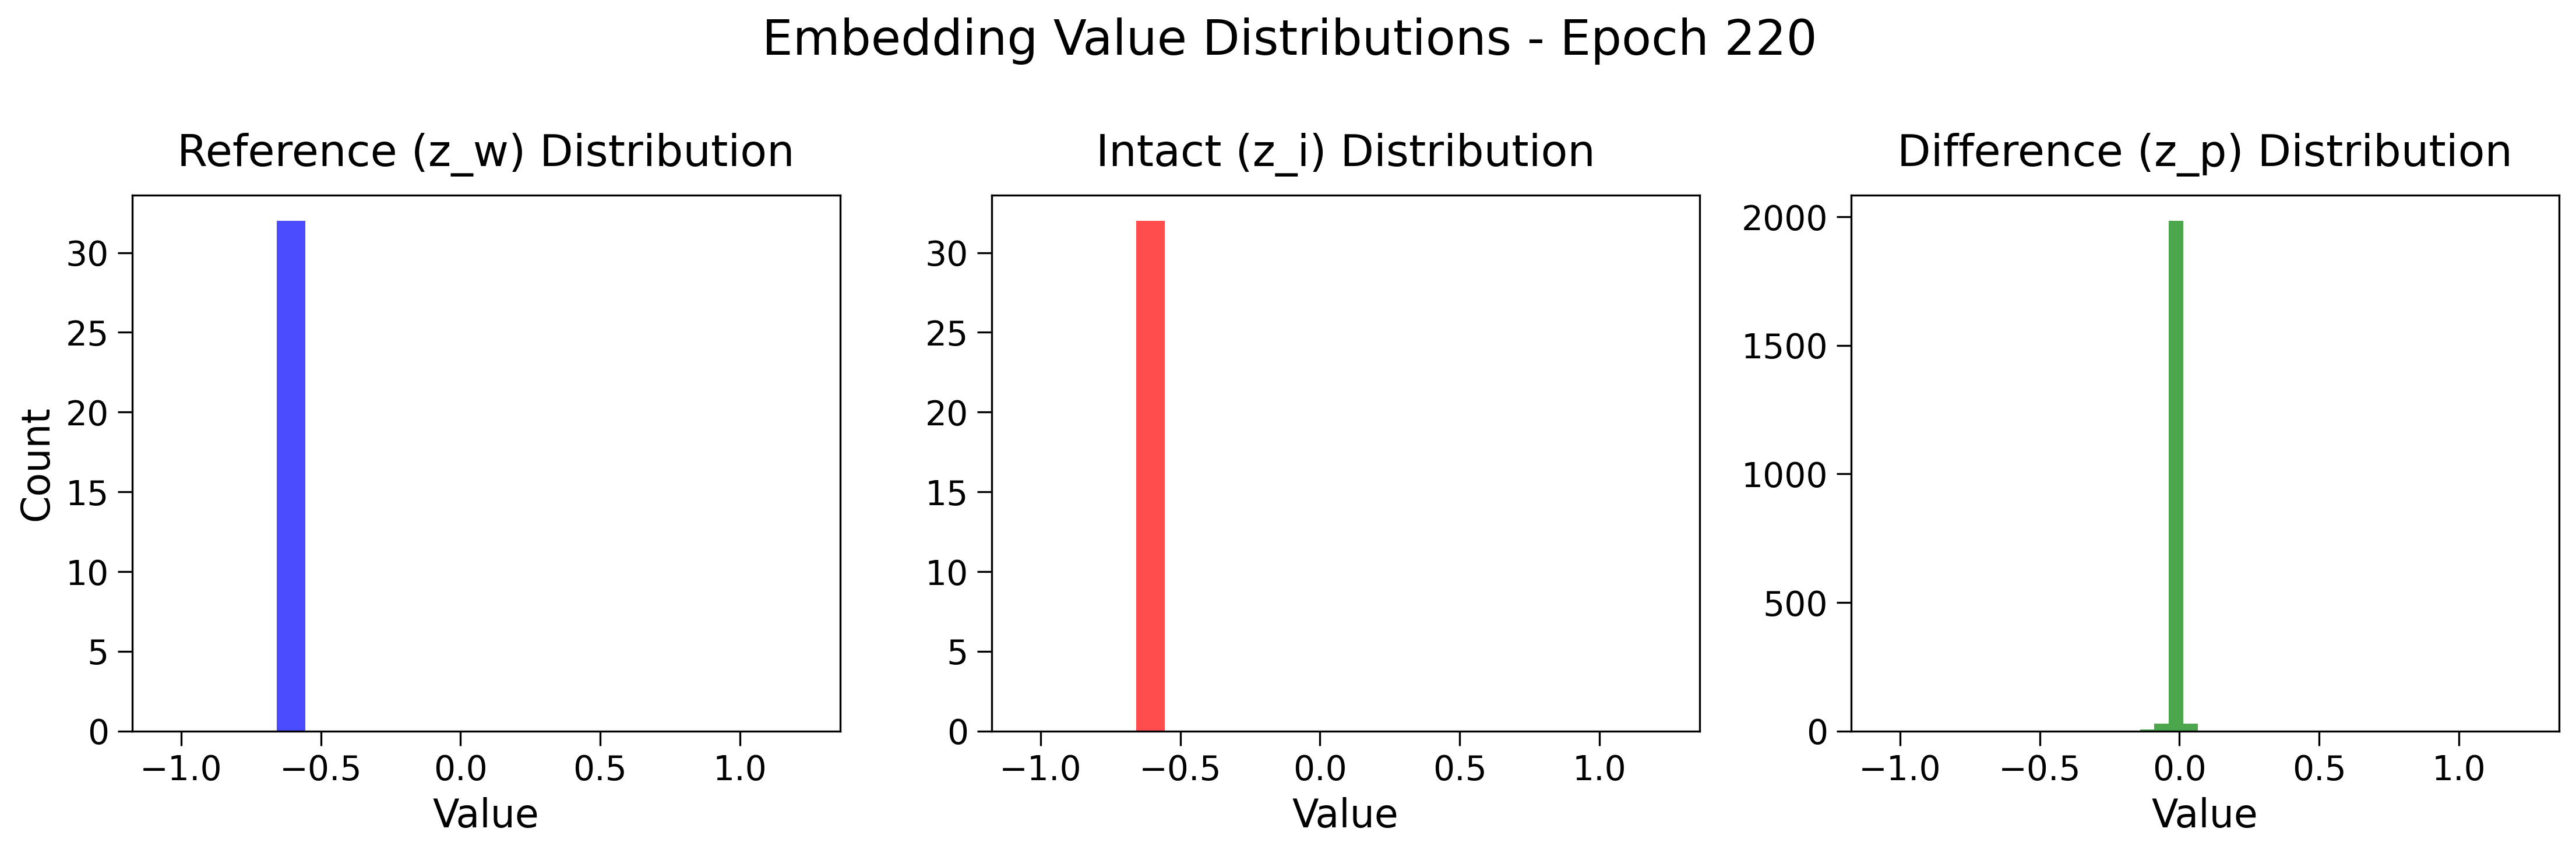 Embedding Value Distributions - Epoch 220
Reference (z_w) Distribution
Intact (z_i) Distribution
Difference (z_p) Distribution
Count
30
25
20
15
10
5
0
−1.0 −0.5 0.0 0.5 1.0
Value
30
25
20
15
10
5
0
−1.0 −0.5 0.0 0.5 1.0
Value
2000
1500
1000
500
0
−1.0 −0.5 0.0 0.5 1.0
Value